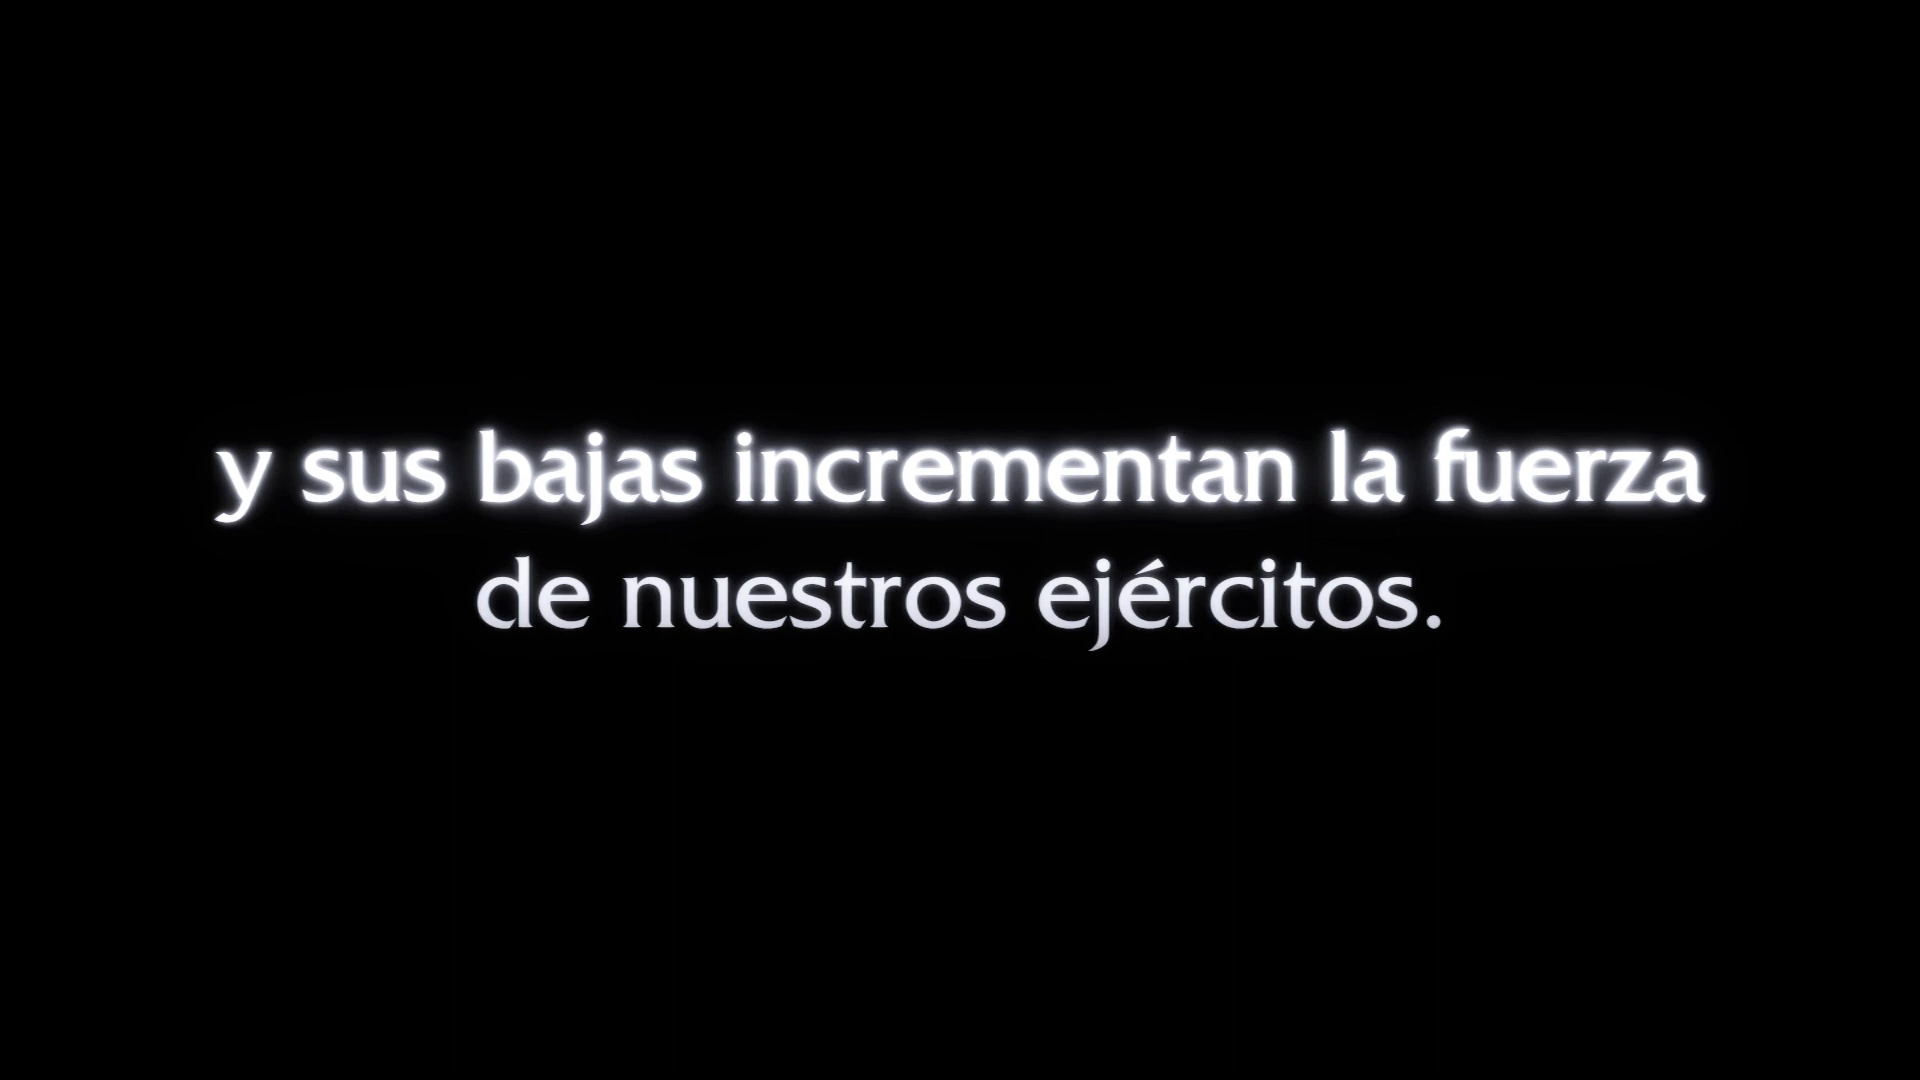 y sus bajas incrementan la fuerza
de nuestros ejércitos.